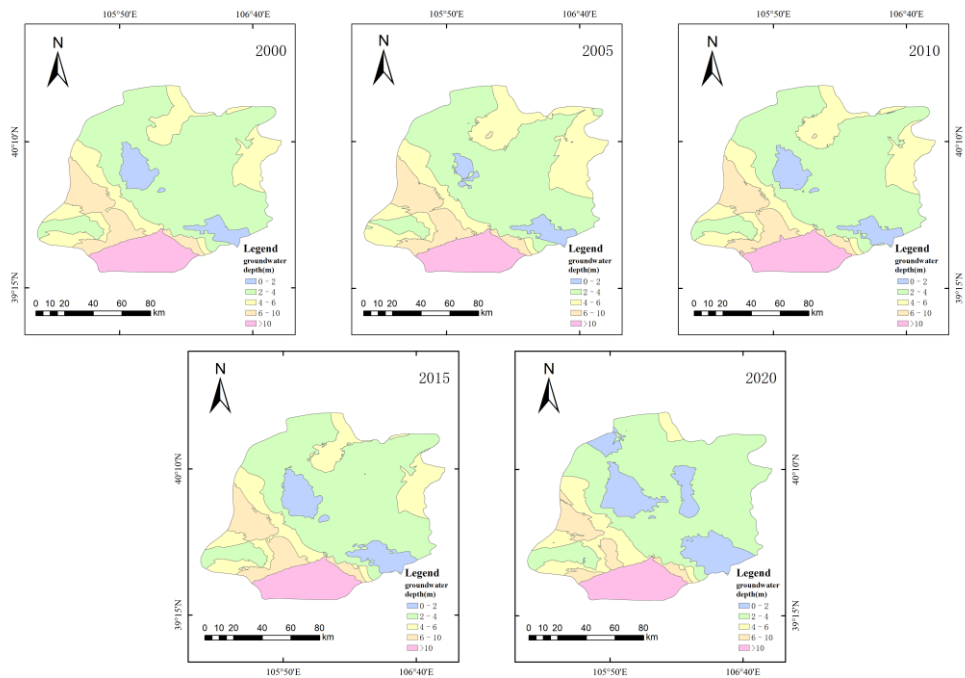 105°50′E 106°40′E 105°50′E 106°40′E 105°50′E 106°40′E
N
2000
N
2005
N
2010
40°10′N
40°10′N
39°15′N
39°15′N
Legend
groundwater
depth(m)
0 - 2
2 - 4
4 - 6
6 - 10
>10
0 10 20 40 60 80
km
Legend
groundwater
depth(m)
0 - 2
2 - 4
4 - 6
6 - 10
>10
0 10 20 40 60 80
km
Legend
groundwater
depth(m)
0 - 2
2 - 4
4 - 6
6 - 10
>10
0 10 20 40 60 80
km
N
2015
N
2020
40°10′N
40°10′N
39°15′N
39°15′N
Legend
groundwater
depth(m)
0 - 2
2 - 4
4 - 6
6 - 10
>10
0 10 20 40 60 80
km
Legend
groundwater
depth(m)
0 - 2
2 - 4
4 - 6
6 - 10
>10
0 10 20 40 60 80
km
105°50′E 106°40′E 105°50′E 106°40′E